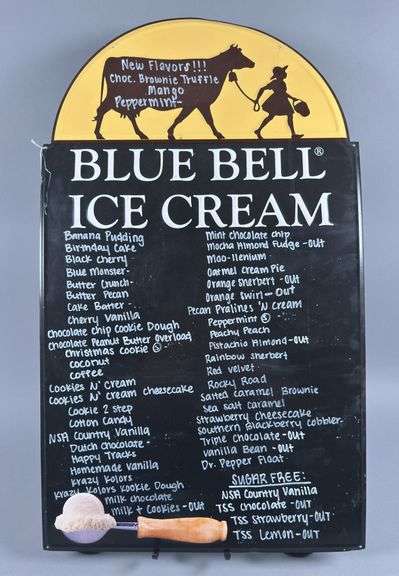 New Flavors!!!
Choc. Brownie Truffle
Mango
Peppermint-
BLUE BELL®
ICE CREAM
Banana Pudding
Birthday Cake
Black Cherry
Blue Monster-
Butter Crunch-
Butter Pecan
Cake Batter-
Cherry Vanilla
Chocolate chip Cookie Dough
Chocolate Peanut Butter Overload
Christmas Cookie Ⓢ
Coconut
Coffee
Cookies N' Cream
Cookies N' Cream cheesecake
Cookie 2 Step
Cotton Candy
NSA Country Vanilla
Dutch Chocolate-
Happy Tracks
Homemade Vanilla
Krazy Kolors
Krazy Kolors Kookie Dough
Milk Chocolate
Milk & Cookies-OUT
Mint Chocolate Chip
Mocha Almond Fudge-OUT
Moo-llenium
Oatmeal Cream Pie
Orange Sherbert-OUT
Orange Swirl-OUT
Pecan Pralines 'N Cream
Peppermint Ⓢ
Peachy Peach
Pistachio Almond-OUT
Rainbow Sherbert
Red Velvet
Rocky Road
Salted Caramel Brownie
Sea Salt Caramel
Strawberry Cheesecake
Southern Blackberry Cobbler-
Triple Chocolate-OUT
Vanilla Bean-OUT
Dr. Pepper Float
SUGAR FREE:
NSA Country Vanilla
TSS Chocolate-OUT
TSS Strawberry-OUT
TSS Lemon-OUT